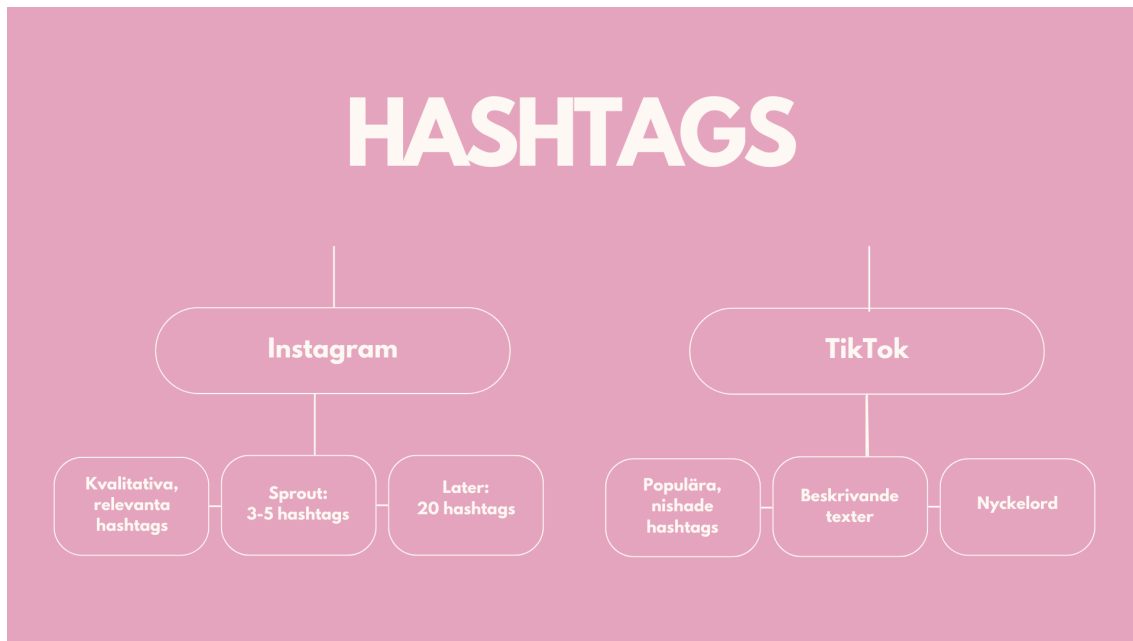 HASHTAGS
Instagram
TikTok
Kvalitativa,
relevanta
hashtags
Sprout:
3-5 hashtags
Later:
20 hashtags
Populära,
nishade
hashtags
Beskrivande
texter
Nyckelord